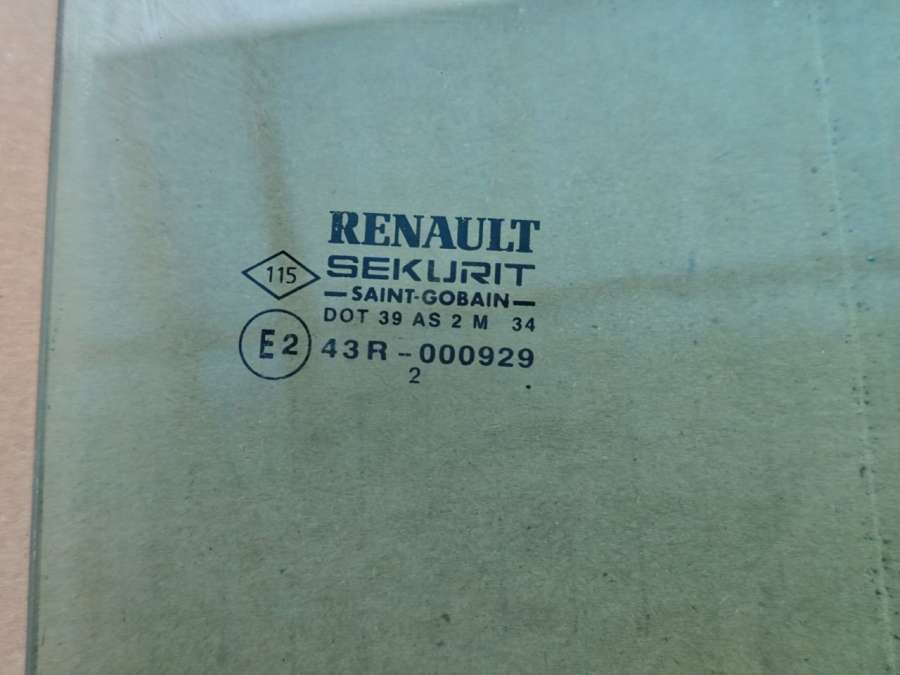 RENAULT
115 SEKURIT
SAINT-GOBAIN
DOT 39 AS 2 M 34
E2 43R-000929
2